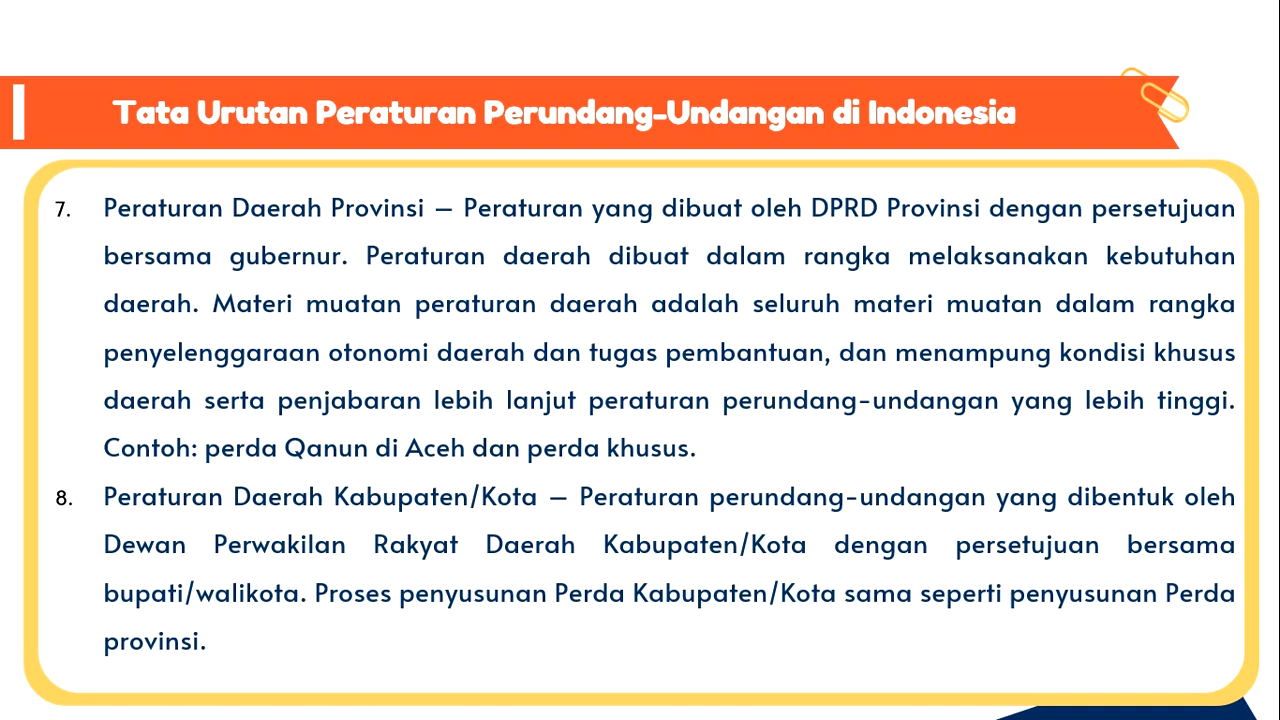 Tata Urutan Peraturan Perundang-Undangan di Indonesia
7. Peraturan Daerah Provinsi – Peraturan yang dibuat oleh DPRD Provinsi dengan persetujuan
bersama gubernur. Peraturan daerah dibuat dalam rangka melaksanakan kebutuhan
daerah. Materi muatan peraturan daerah adalah seluruh materi muatan dalam rangka
penyelenggaraan otonomi daerah dan tugas pembantuan, dan menampung kondisi khusus
daerah serta penjabaran lebih lanjut peraturan perundang-undangan yang lebih tinggi.
Contoh: perda Qanun di Aceh dan perda khusus.
8. Peraturan Daerah Kabupaten/Kota – Peraturan perundang-undangan yang dibentuk oleh
Dewan Perwakilan Rakyat Daerah Kabupaten/Kota dengan persetujuan bersama
bupati/walikota. Proses penyusunan Perda Kabupaten/Kota sama seperti penyusunan Perda
provinsi.